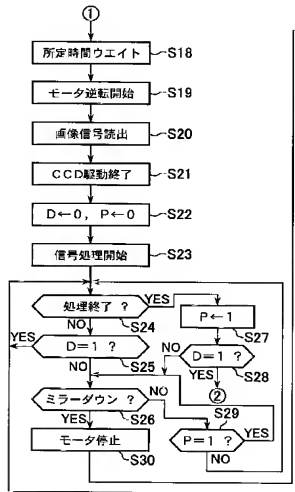 ①
所定時間ウエイト S18
モータ逆転開始 S19
画像信号読出 S20
CCD駆動終了 S21
D←0, P←0 S22
信号処理開始 S23
処理終了 ? YES
NO S24
P←1
S27
YES D=1 ?
NO S25
NO D=1 ?
YES S28
②
ミラーダウン ? NO
YES S26
S29
P=1 ? YES
NO
モータ停止
S30